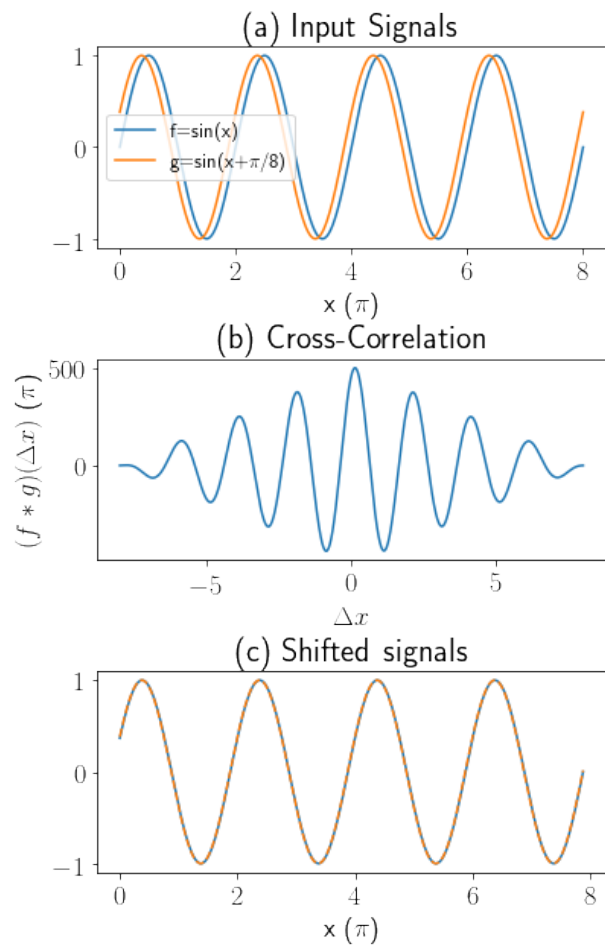 (a) Input Signals
1
0
−1
f=sin(x)
g=sin(x+π/8)
0 2 4 6 8
x (π)
(b) Cross-Correlation
500
0
(f * g)(Δx) (π)
−5 0 5
Δx
(c) Shifted signals
1
0
−1
0 2 4 6 8
x (π)